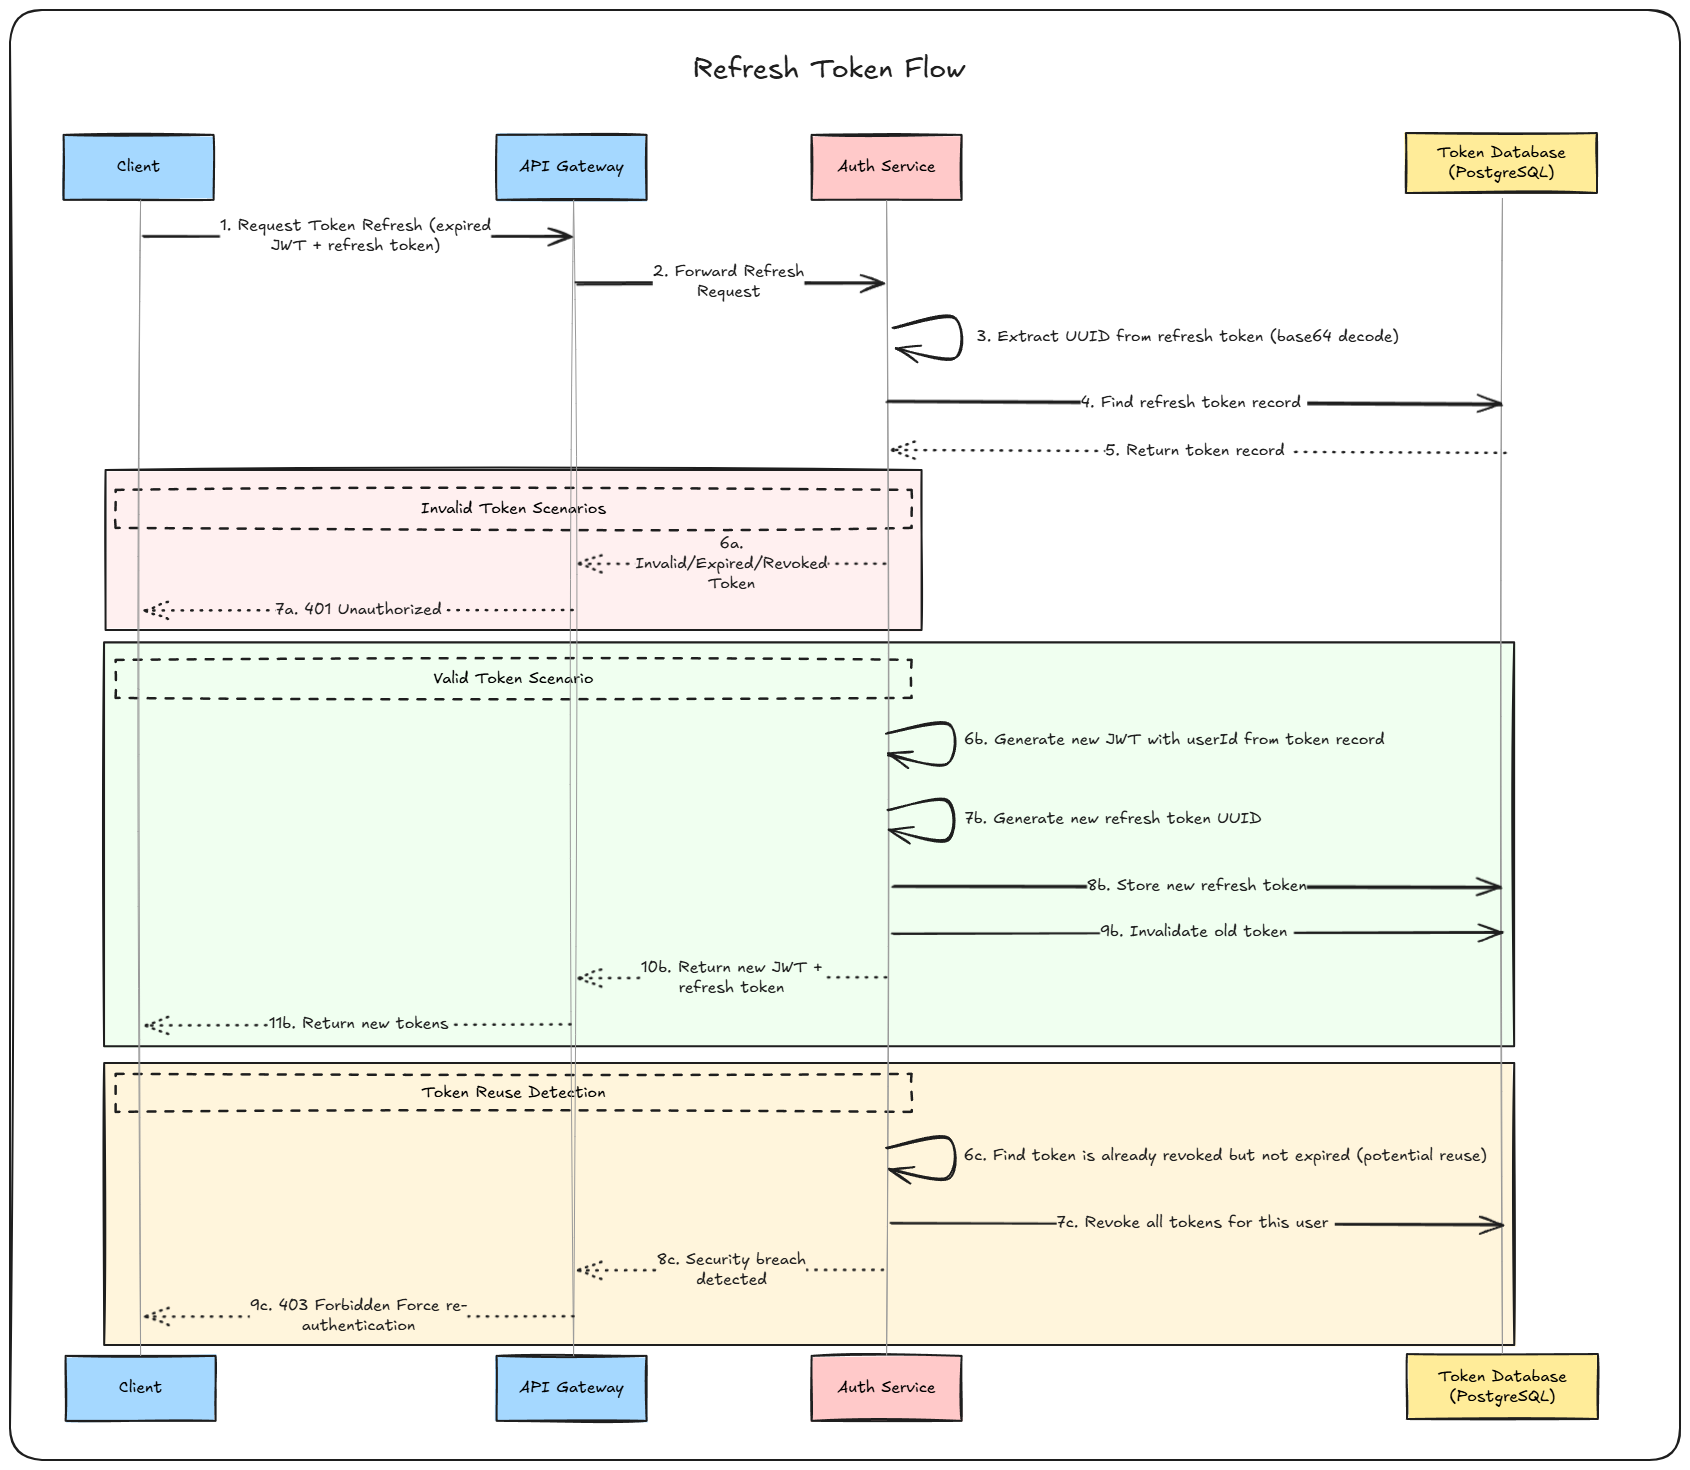 Refresh Token Flow
Client
API Gateway
Auth Service
Token Database
(PostgreSQL)
1. Request Token Refresh (expired
JWT + refresh token)
2. Forward Refresh
Request
3. Extract UUID from refresh token (base64 decode)
4. Find refresh token record
5. Return token record
Invalid Token Scenarios
6a.
Invalid/Expired/Revoked
Token
7a. 401 Unauthorized
Valid Token Scenario
6b. Generate new JWT with userId from token record
7b. Generate new refresh token UUID
8b. Store new refresh token
9b. Invalidate old token
10b. Return new JWT +
refresh token
11b. Return new tokens
Token Reuse Detection
6c. Find token is already revoked but not expired (potential reuse)
7c. Revoke all tokens for this user
8c. Security breach
detected
9c. 403 Forbidden Force re-
authentication
Client
API Gateway
Auth Service
Token Database
(PostgreSQL)